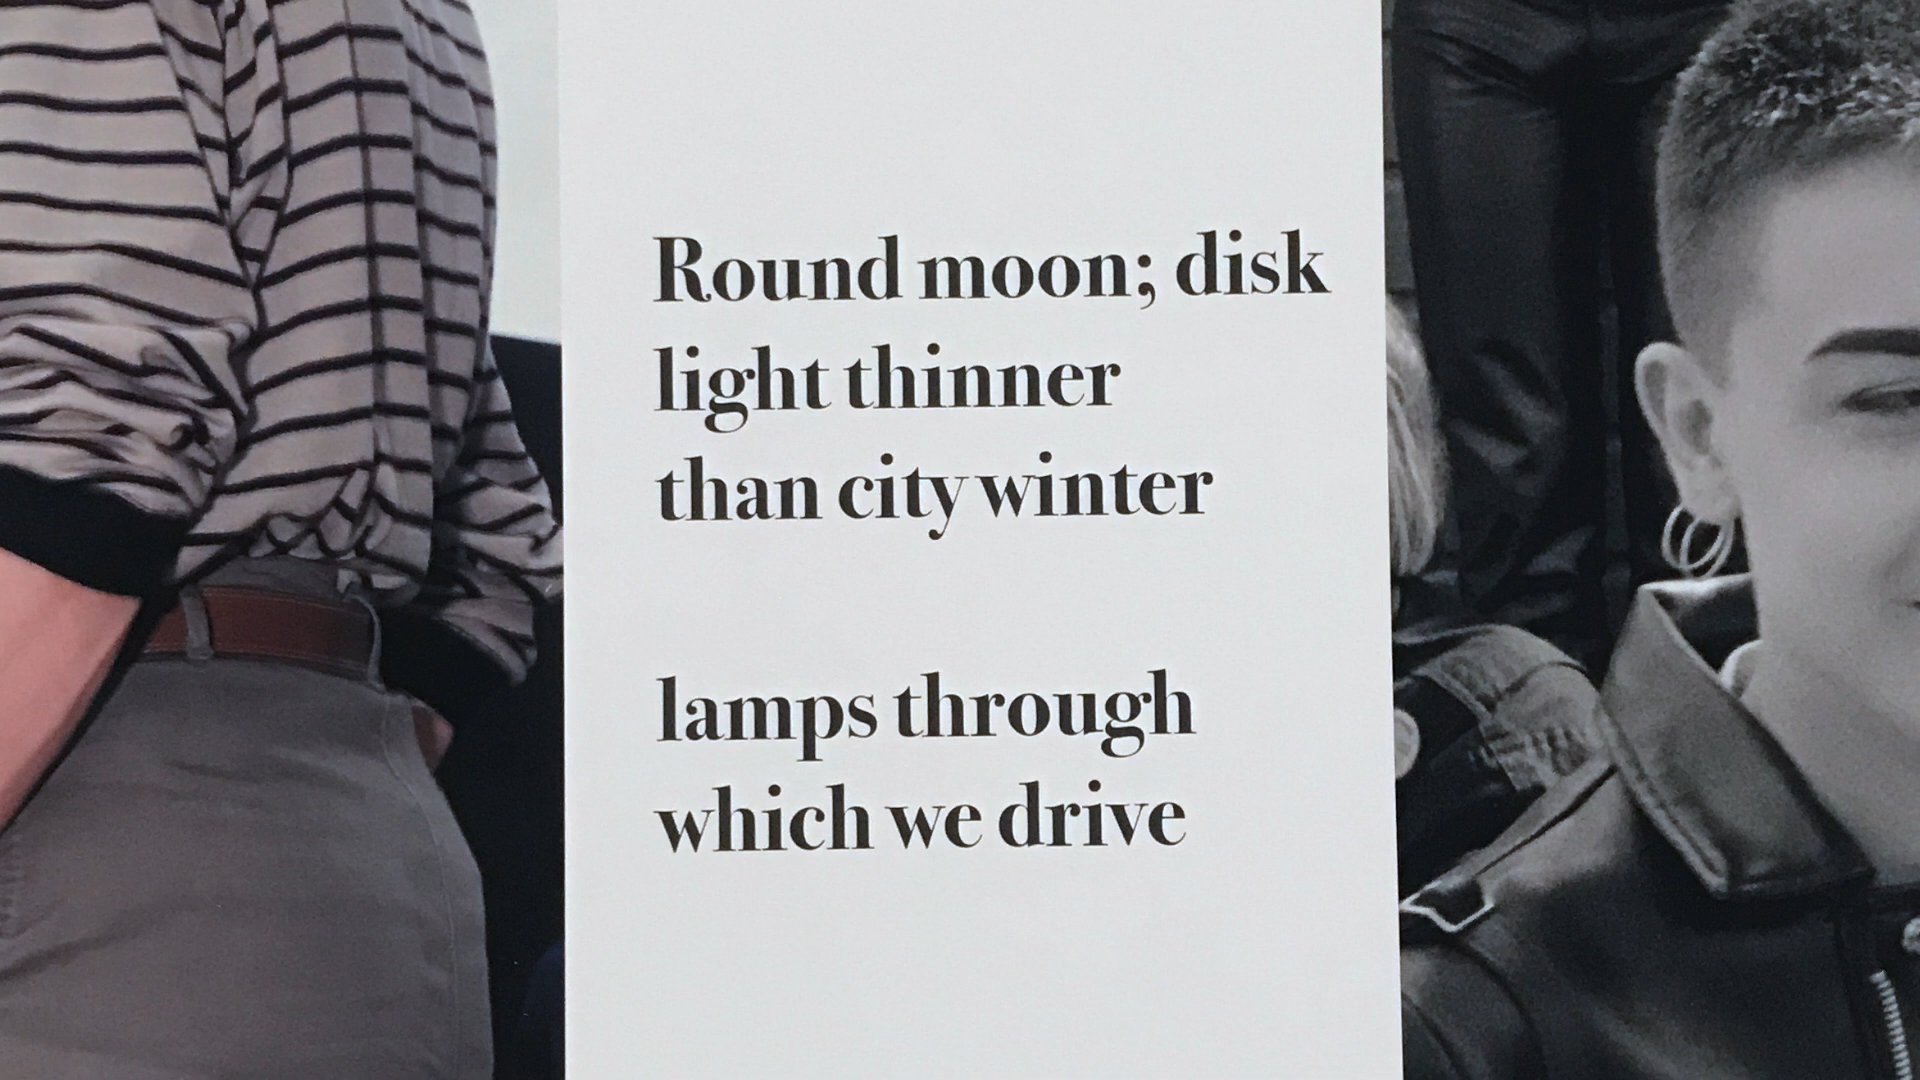 Round moon; disk
light thinner
than city winter
lamps through
which we drive